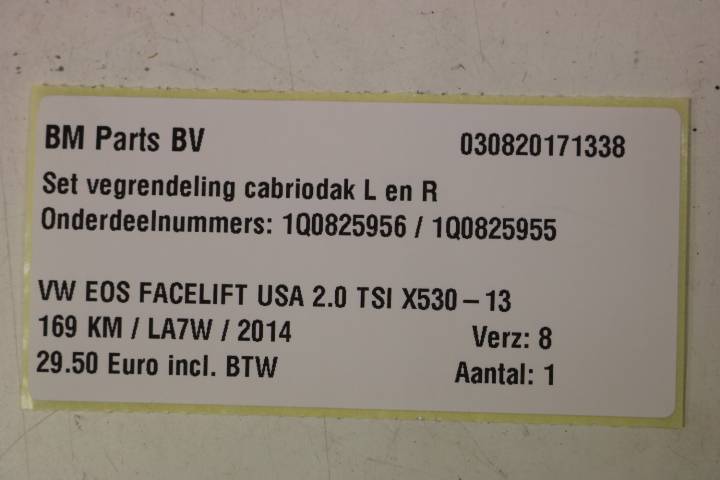 BM Parts BV 030820171338
Set vegrendeling cabriodak L en R
Onderdeelnummers: 1Q0825956 / 1Q0825955
VW EOS FACELIFT USA 2.0 TSI X530 – 13
169 KM / LA7W / 2014 Verz: 8
29.50 Euro incl. BTW Aantal: 1